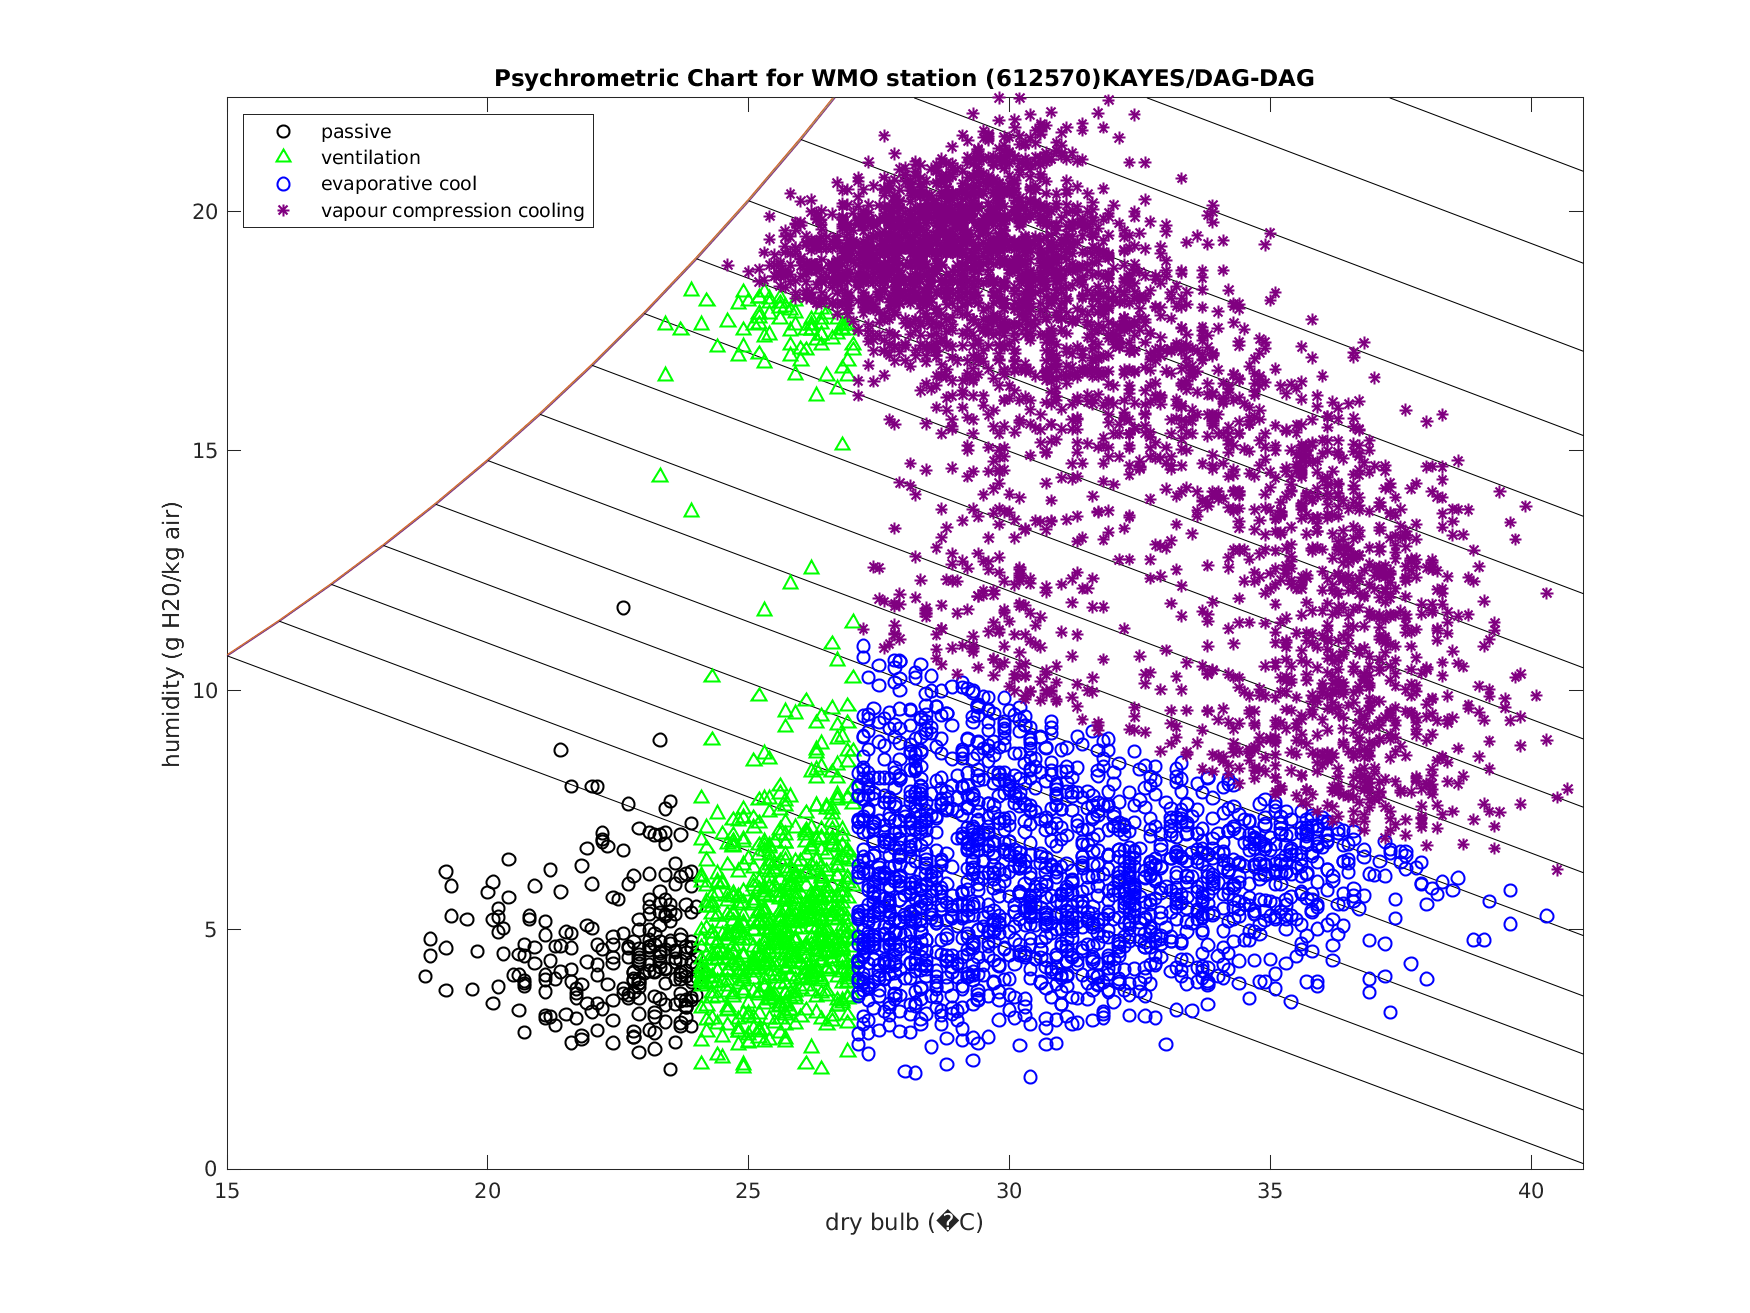 Psychrometric Chart for WMO station (612570)KAYES/DAG-DAG
passive
ventilation
evaporative cool
vapour compression cooling
humidity (g H20/kg air)
20
15
10
5
0
15 20 25 30 35 40
dry bulb (�C)